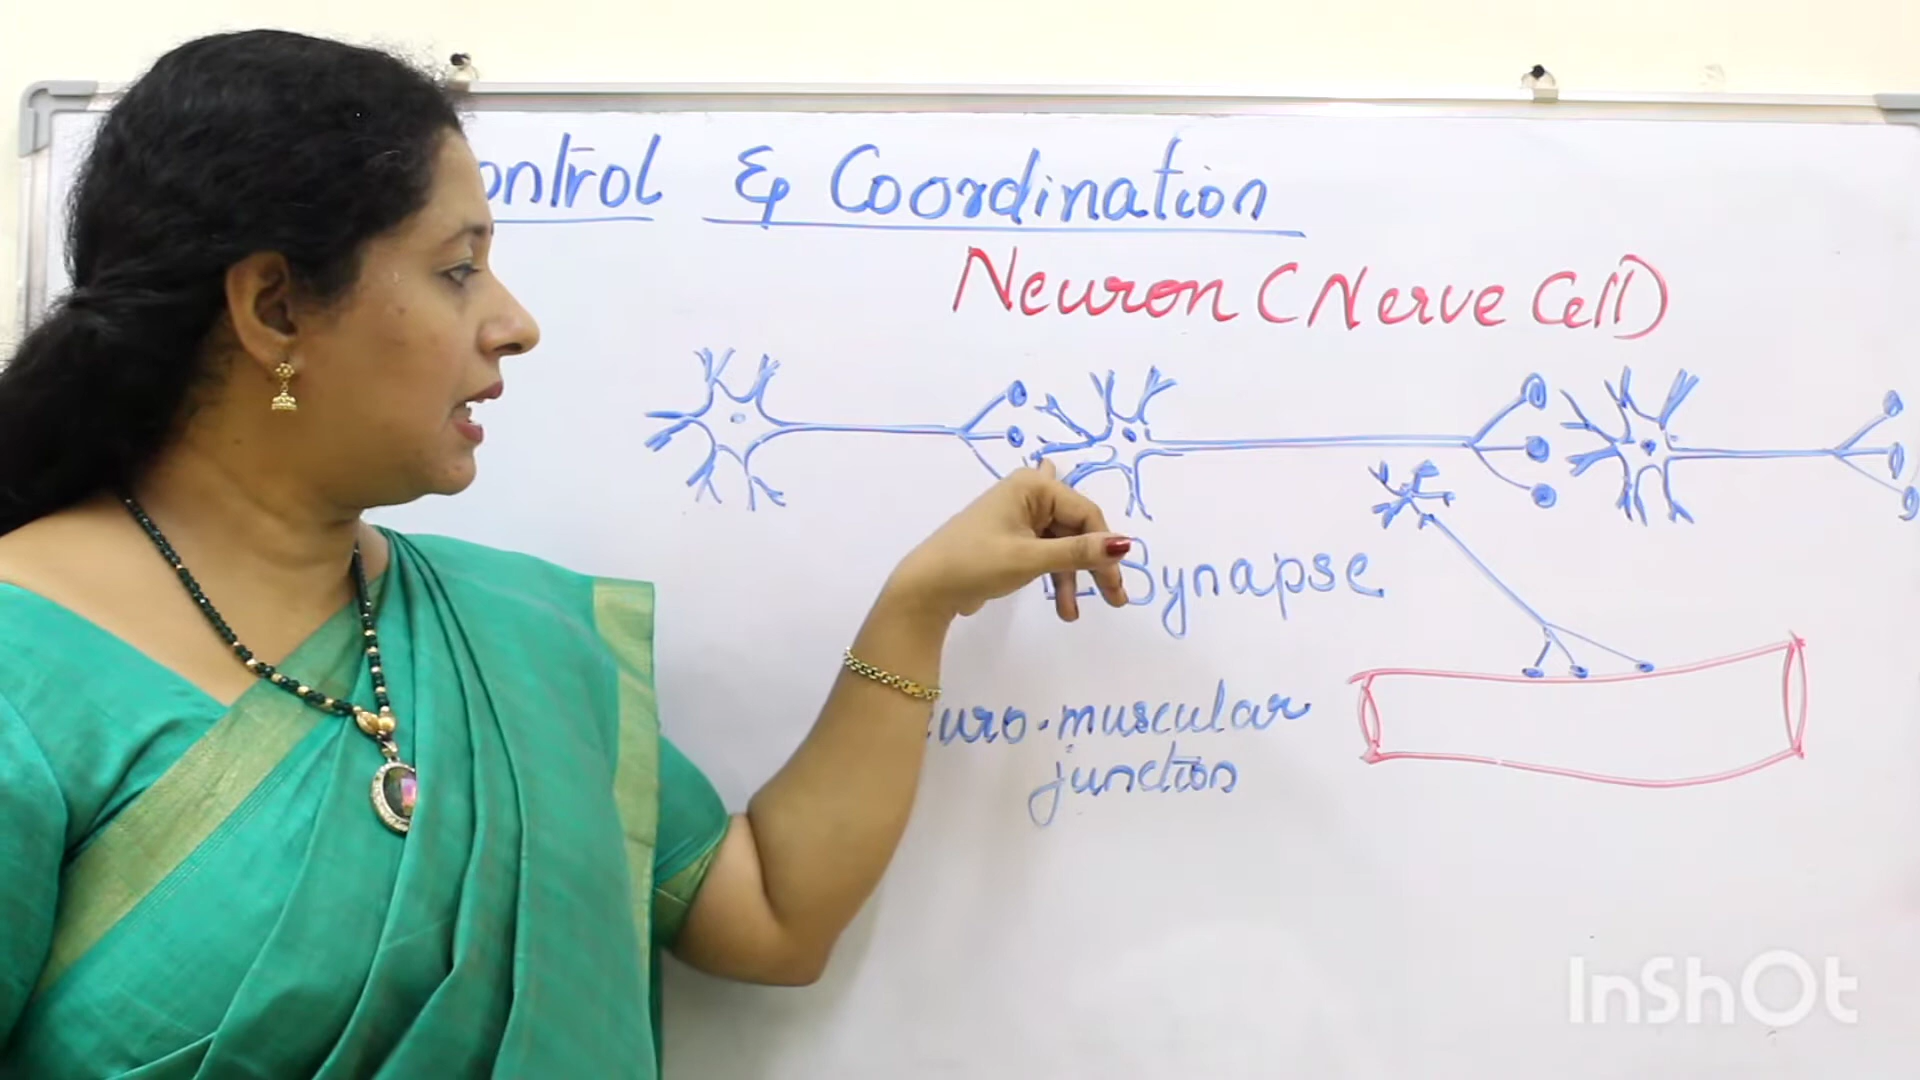 ontrol & Coordination
Neuron (Nerve Cell)
Synapse
uro-muscular
junction
InShOt